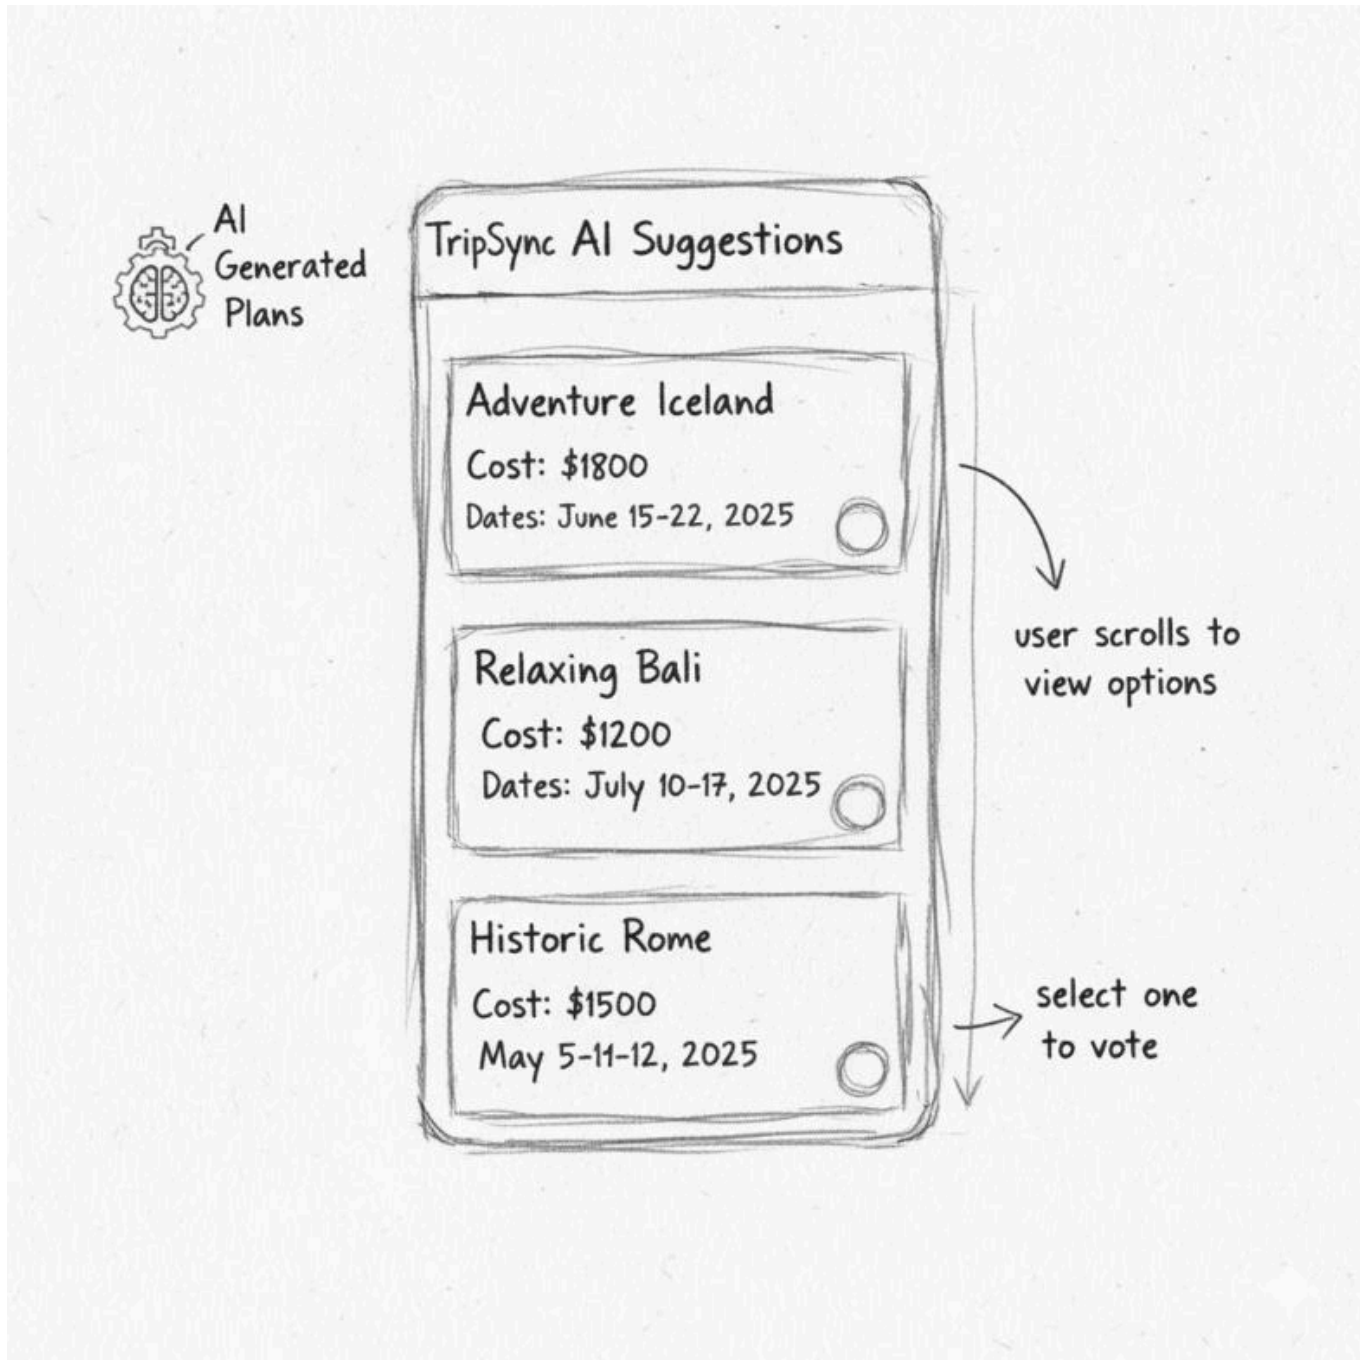 AI
Generated
Plans
TripSync AI Suggestions
Adventure Iceland
Cost: $1800
Dates: June 15-22, 2025
user scrolls to
view options
Relaxing Bali
Cost: $1200
Dates: July 10-17, 2025
Historic Rome
Cost: $1500
May 5-11-12, 2025
select one
to vote